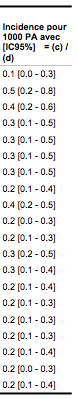 Incidence pour
1000 PA avec
[IC95%] = (c) /
(d)
0.1 [0.0 - 0.3]
0.5 [0.2 - 0.8]
0.4 [0.2 - 0.6]
0.3 [0.1 - 0.5]
0.3 [0.1 - 0.5]
0.3 [0.1 - 0.5]
0.3 [0.1 - 0.5]
0.2 [0.1 - 0.4]
0.4 [0.2 - 0.5]
0.2 [0.0 - 0.3]
0.2 [0.1 - 0.3]
0.3 [0.2 - 0.5]
0.3 [0.1 - 0.4]
0.2 [0.1 - 0.4]
0.2 [0.1 - 0.3]
0.2 [0.1 - 0.3]
0.2 [0.1 - 0.3]
0.2 [0.0 - 0.3]
0.2 [0.1 - 0.4]